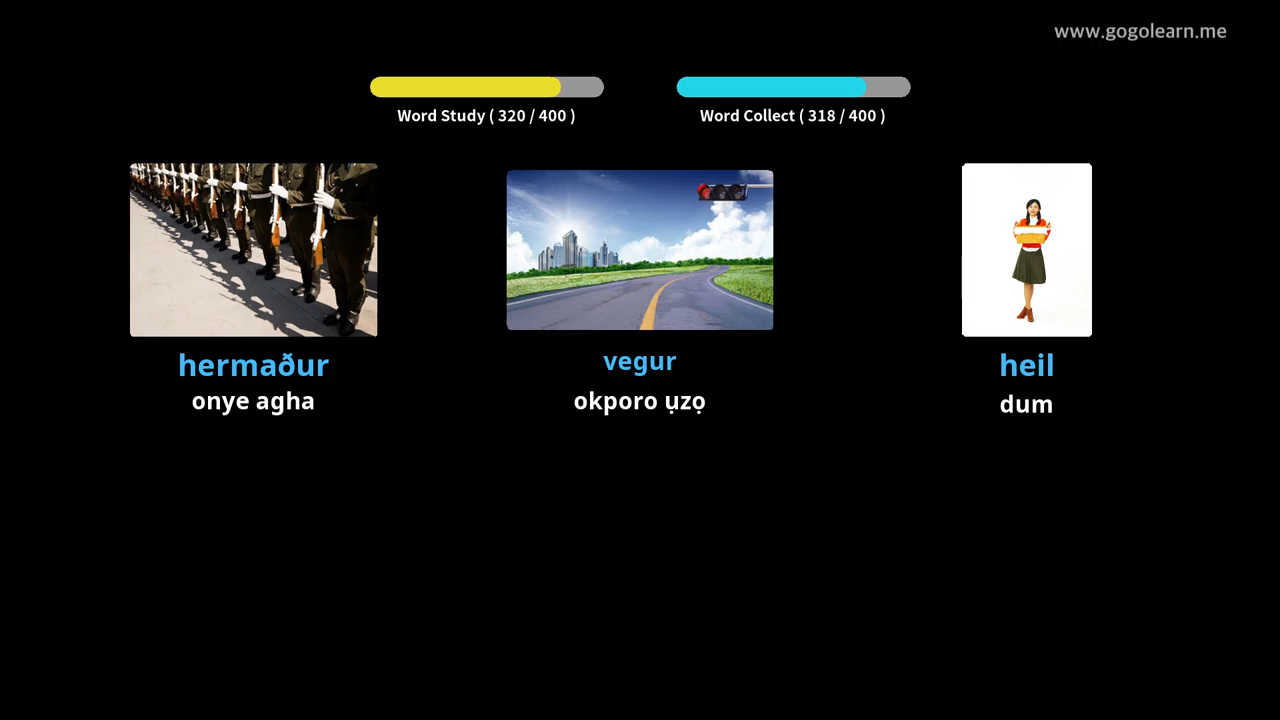 www.gogolearn.me
Word Study ( 320 / 400 )
Word Collect ( 318 / 400 )
hermaður
onye agha
vegur
okporo ụzọ
heil
dum